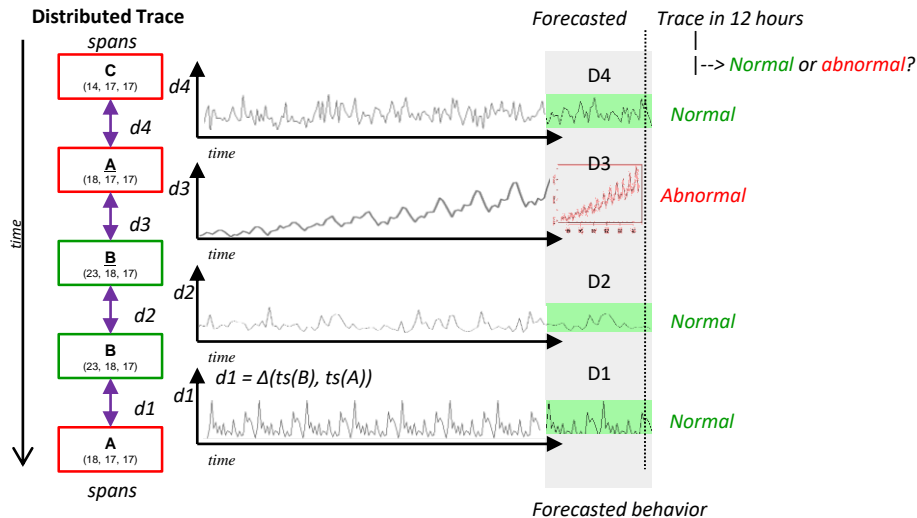 Distributed Trace
Forecasted
Trace in 12 hours
spans
|
|--> Normal or abnormal?
C
(14, 17, 17)
d4
d4
time
D4
Normal
A
(18, 17, 17)
d3
d3
time
D3
Abnormal
time
B
(23, 18, 17)
d2
d2
time
D2
Normal
B
(23, 18, 17)
d1 = Δ(ts(B), ts(A))
d1
d1
time
D1
Normal
A
(18, 17, 17)
spans
Forecasted behavior